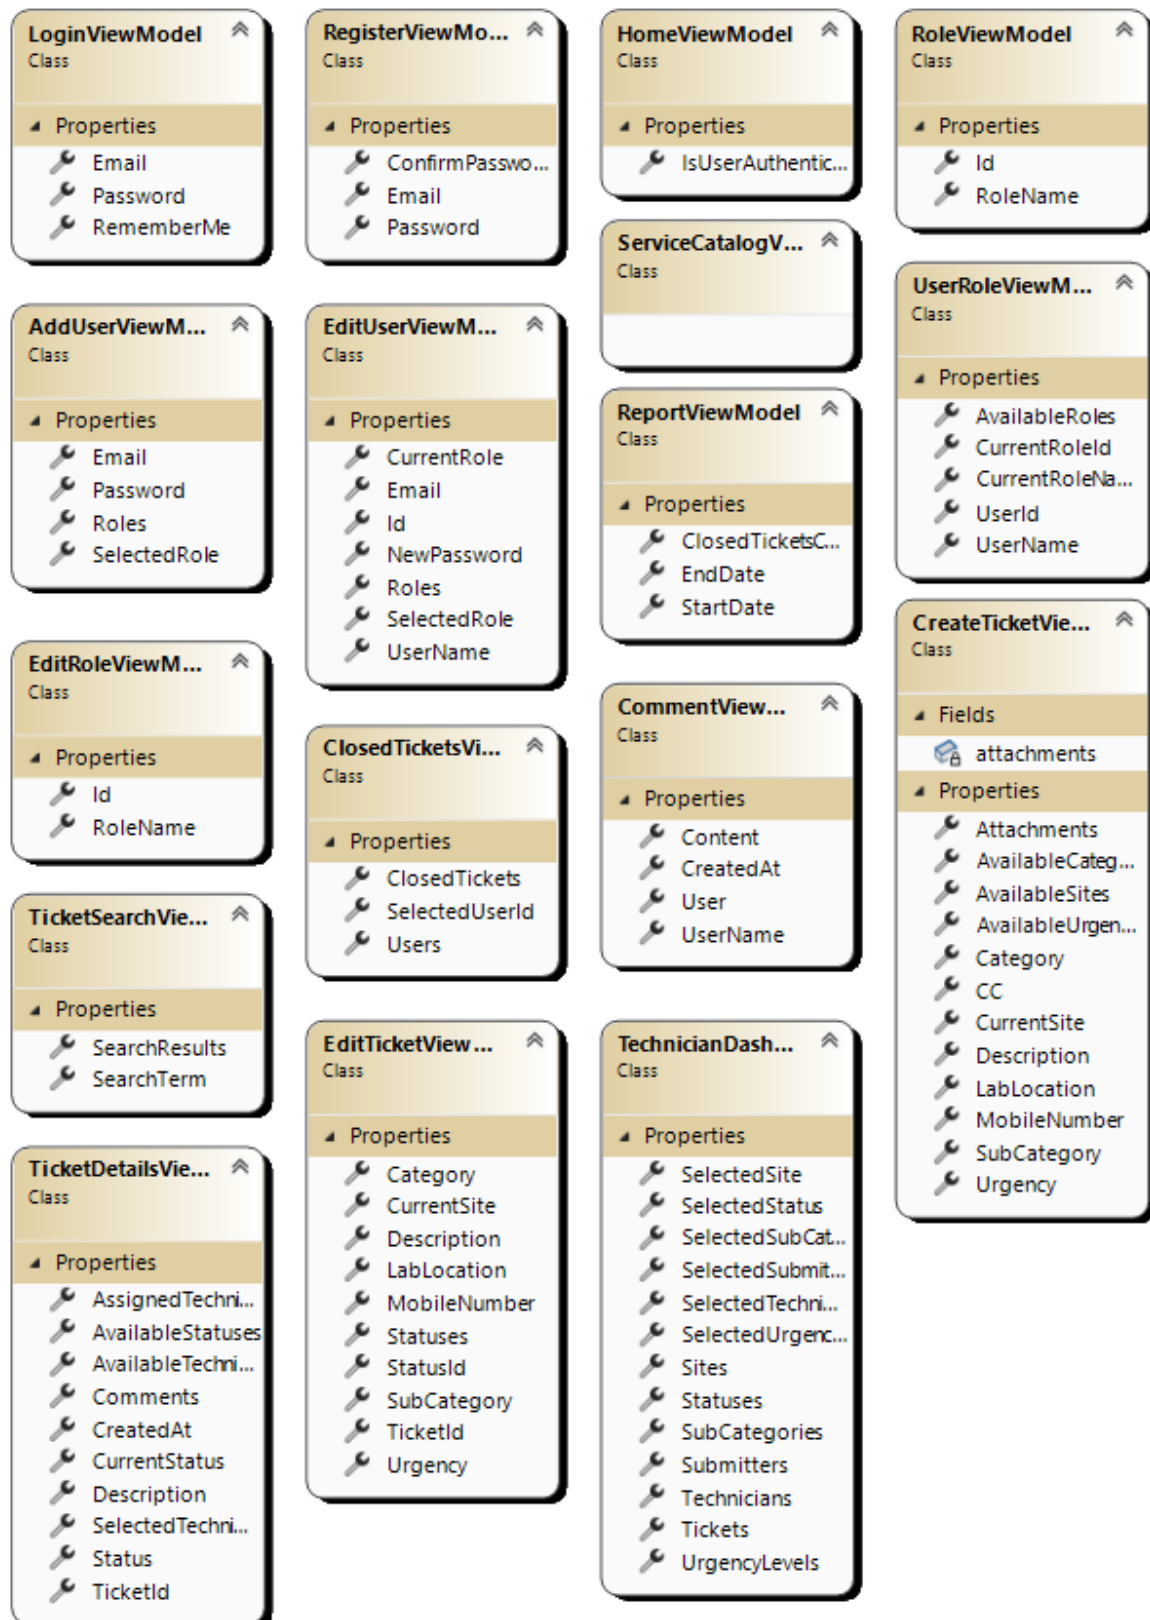 LoginViewModel
Class
Properties
Email
Password
RememberMe
RegisterViewMo...
Class
Properties
ConfirmPasswo...
Email
Password
HomeViewModel
Class
Properties
IsUserAuthentic...
RoleViewModel
Class
Properties
Id
RoleName
ServiceCatalogV...
Class
UserRoleViewM...
Class
Properties
AvailableRoles
CurrentRoleId
CurrentRoleNa...
UserId
UserName
AddUserViewM...
Class
Properties
Email
Password
Roles
SelectedRole
EditUserViewM...
Class
Properties
CurrentRole
Email
Id
NewPassword
Roles
SelectedRole
UserName
ReportViewModel
Class
Properties
ClosedTicketsC...
EndDate
StartDate
CreateTicketVie...
Class
Fields
attachments
Properties
Attachments
AvailableCateg...
AvailableSites
AvailableUrgen...
Category
CC
CurrentSite
Description
LabLocation
MobileNumber
SubCategory
Urgency
EditRoleViewM...
Class
Properties
Id
RoleName
ClosedTicketsVi...
Class
Properties
ClosedTickets
SelectedUserId
Users
CommentView...
Class
Properties
Content
CreatedAt
User
UserName
TicketSearchVie...
Class
Properties
SearchResults
SearchTerm
EditTicketView...
Class
Properties
Category
CurrentSite
Description
LabLocation
MobileNumber
Statuses
StatusId
SubCategory
TicketId
Urgency
TechnicianDash...
Class
Properties
SelectedSite
SelectedStatus
SelectedSubCat...
SelectedSubmit...
SelectedTechni...
SelectedUrgenc...
Sites
Statuses
SubCategories
Submitters
Technicians
Tickets
UrgencyLevels
TicketDetailsVie...
Class
Properties
AssignedTechni...
AvailableStatuses
AvailableTechni...
Comments
CreatedAt
CurrentStatus
Description
SelectedTechni...
Status
TicketId